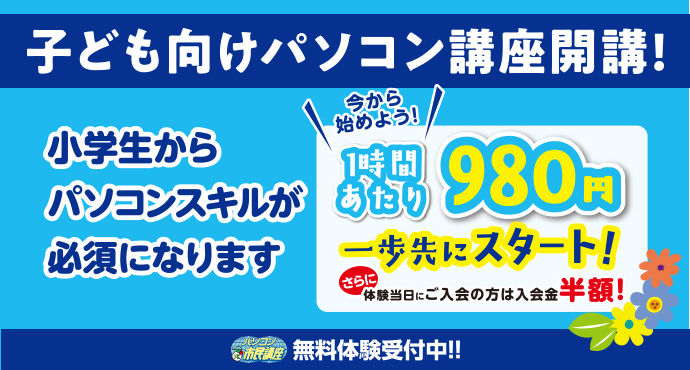 子ども向けパソコン講座開講!
小学生から
パソコンスキルが
必須になります
今から
始めよう!
1時間
あたり
980円
一歩先にスタート!
さらに
体験当日にご入会の方は入会金半額!
パソコン
市民講座
無料体験受付中!!